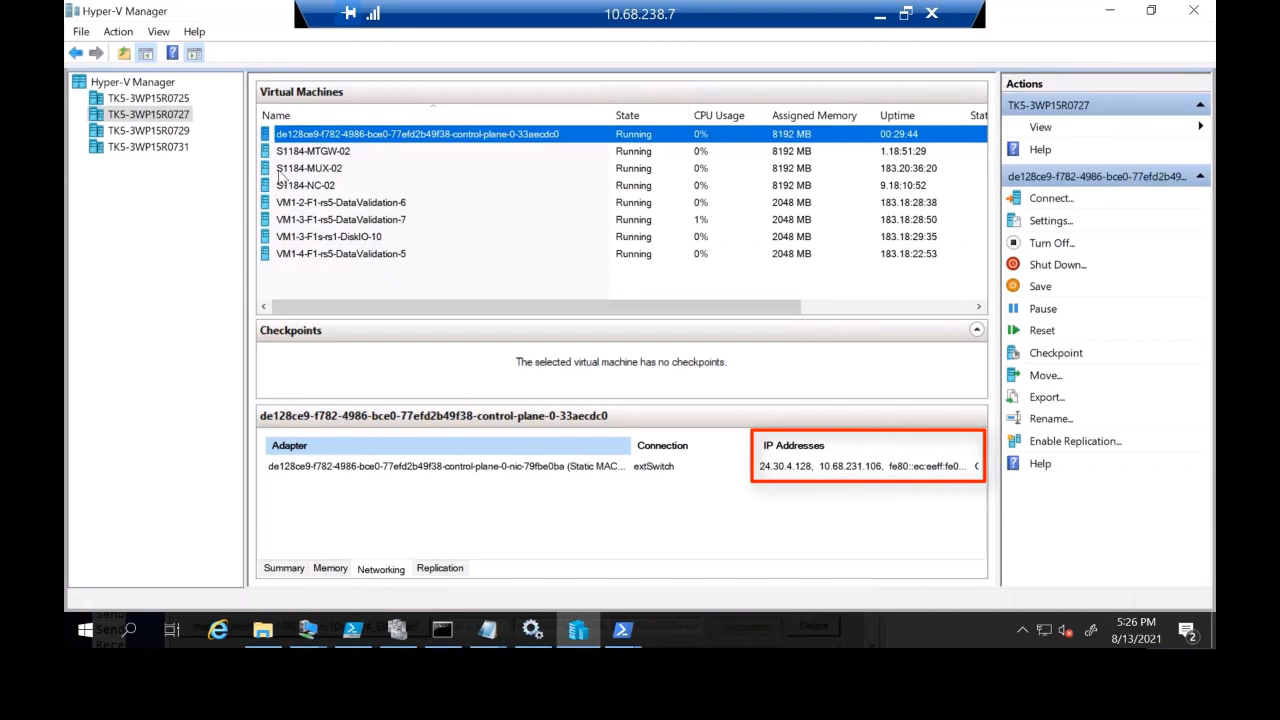 Hyper-V Manager
10.68.238.7
File Action View Help
Hyper-V Manager
TK5-3WP15R0725
TK5-3WP15R0727
TK5-3WP15R0729
TK5-3WP15R0731
Virtual Machines
Name State CPU Usage Assigned Memory Uptime Stat
de128ce9-f782-4986-bce0-77efd2b49f38-control-plane-0-33aecdc0 Running 0% 8192 MB 00:29:44
S1184-MTGW-02 Running 0% 8192 MB 1.18:51:29
S1184-MUX-02 Running 0% 8192 MB 183.20:36:20
S1184-NC-02 Running 0% 8192 MB 9.18:10:52
VM1-2-F1-rs5-DataValidation-6 Running 0% 2048 MB 183.18:28:38
VM1-3-F1-rs5-DataValidation-7 Running 1% 2048 MB 183.18:28:50
VM1-3-F1s-rs1-DiskIO-10 Running 0% 2048 MB 183.18:29:35
VM1-4-F1-rs5-DataValidation-5 Running 0% 2048 MB 183.18:22:53
Checkpoints
The selected virtual machine has no checkpoints.
de128ce9-f782-4986-bce0-77efd2b49f38-control-plane-0-33aecdc0
Adapter Connection IP Addresses
de128ce9-f782-4986-bce0-77efd2b49f38-control-plane-0-nic-79fbe0ba (Static MAC... extSwitch 24.30.4.128, 10.68.231.106, fe80::ec:eeff:fe0...
Summary Memory Networking Replication
Actions
TK5-3WP15R0727
View
Help
de128ce9-f782-4986-bce0-77efd2b49...
Connect...
Settings...
Turn Off...
Shut Down...
Save
Pause
Reset
Checkpoint
Move...
Export...
Rename...
Enable Replication...
Help
Send
Send
Rece
5:26 PM
8/13/2021
2